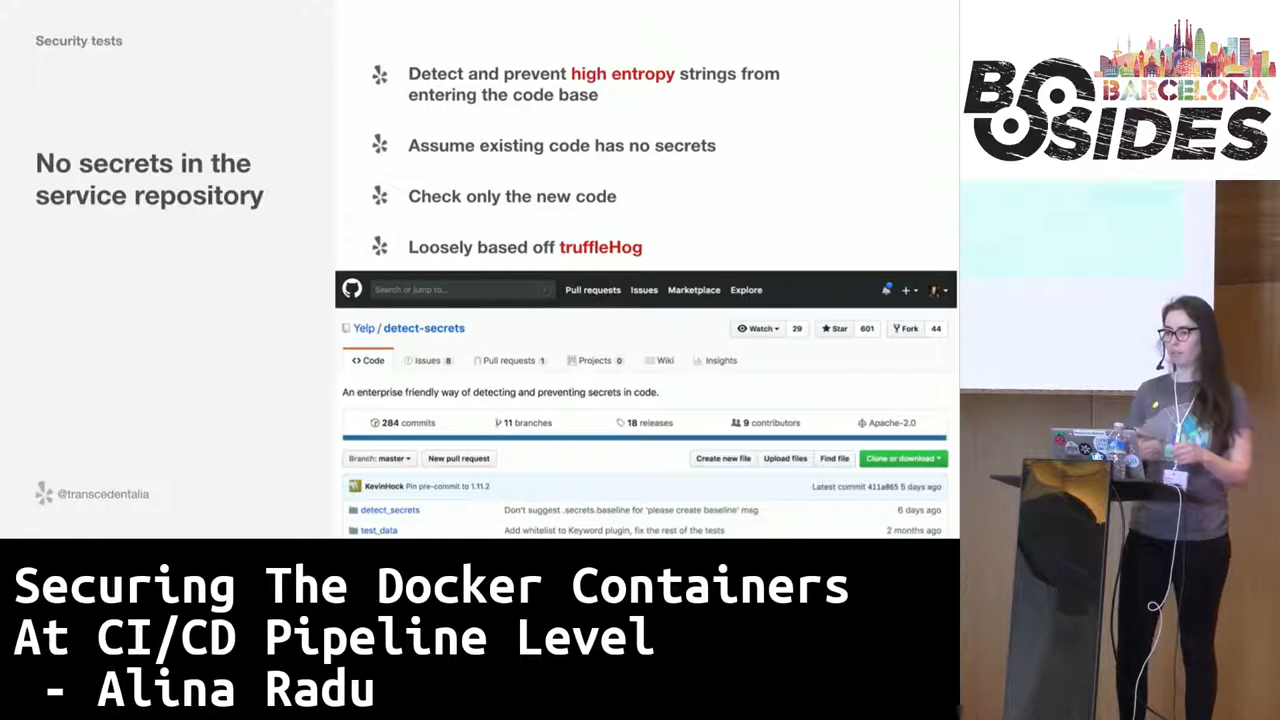 Security tests
No secrets in the
service repository
Detect and prevent high entropy strings from
entering the code base
Assume existing code has no secrets
Check only the new code
Loosely based off truffleHog
Search or jump to...
Pull requests Issues Marketplace Explore
Yelp / detect-secrets
Watch 29 Star 601 Fork 44
Code Issues 8 Pull requests 1 Projects 0 Wiki Insights
An enterprise friendly way of detecting and preventing secrets in code.
284 commits 11 branches 18 releases 9 contributors Apache-2.0
Branch: master New pull request Create new file Upload files Find file Clone or download
KevinHock Pin pre-commit to 1.11.2 Latest commit 411a865 5 days ago
detect_secrets Don't suggest .secrets.baseline for 'please create baseline' msg 6 days ago
test_data Add whitelist to Keyword plugin, fix the rest of the tests 2 months ago
@transcedentalia
BSIDES
BARCELONA
Securing The Docker Containers
At CI/CD Pipeline Level
- Alina Radu